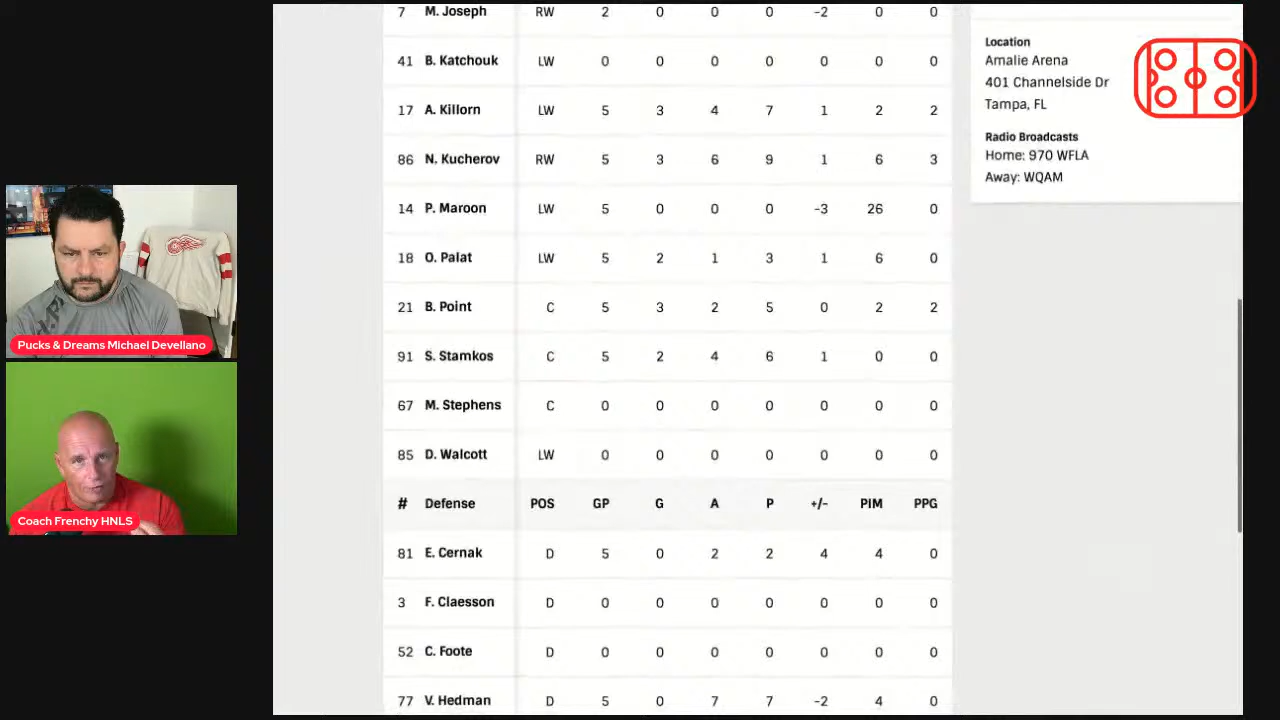 7 M. Joseph RW 2 0 0 0 -2 0 0
41 B. Katchouk LW 0 0 0 0 0 0 0
17 A. Killorn LW 5 3 4 7 1 2 2
86 N. Kucherov RW 5 3 6 9 1 6 3
14 P. Maroon LW 5 0 0 0 -3 26 0
18 O. Palat LW 5 2 1 3 1 6 0
21 B. Point C 5 3 2 5 0 2 2
91 S. Stamkos C 5 2 4 6 1 0 0
67 M. Stephens C 0 0 0 0 0 0 0
85 D. Walcott LW 0 0 0 0 0 0 0
# Defense POS GP G A P +/- PIM PPG
81 E. Cernak D 5 0 2 2 4 4 0
3 F. Claesson D 0 0 0 0 0 0 0
52 C. Foote D 0 0 0 0 0 0 0
77 V. Hedman D 5 0 7 7 -2 4 0
Location
Amalie Arena
401 Channelside Dr
Tampa, FL
Radio Broadcasts
Home: 970 WFLA
Away: WQAM
Pucks & Dreams Michael Devellano
Coach Frenchy HNLS